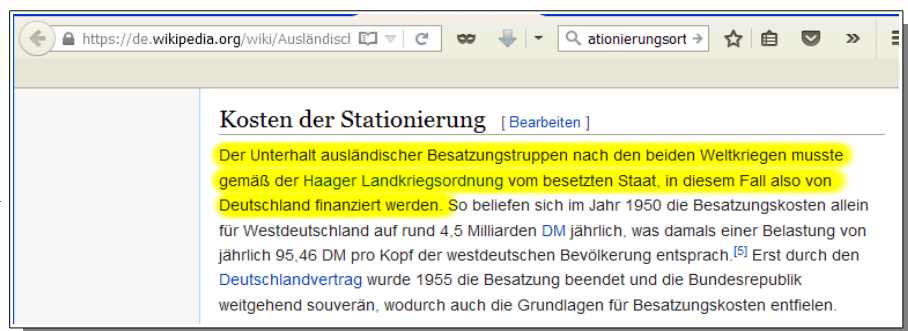 https://de.wikipedia.org/wiki/Ausländisch
ationierungsort
Kosten der Stationierung [ Bearbeiten ]
Der Unterhalt ausländischer Besatzungstruppen nach den beiden Weltkriegen musste
gemäß der Haager Landkriegsordnung vom besetzten Staat, in diesem Fall also von
Deutschland finanziert werden. So beliefen sich im Jahr 1950 die Besatzungskosten allein
für Westdeutschland auf rund 4,5 Milliarden DM jährlich, was damals einer Belastung von
jährlich 95,46 DM pro Kopf der westdeutschen Bevölkerung entsprach.[5] Erst durch den
Deutschlandvertrag wurde 1955 die Besatzung beendet und die Bundesrepublik
weitgehend souverän, wodurch auch die Grundlagen für Besatzungskosten entfielen.